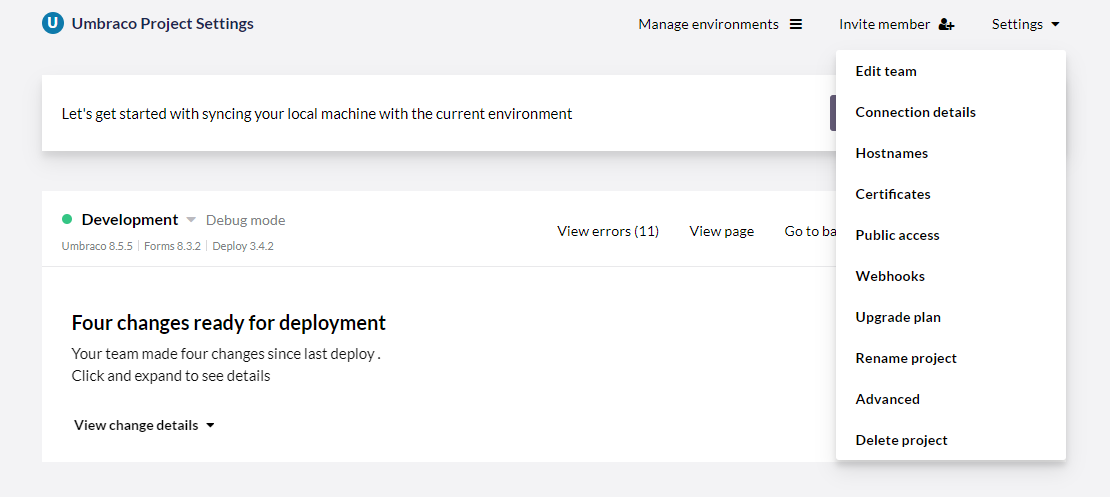 U Umbraco Project Settings
Manage environments
Invite member
Settings
Edit team
Connection details
Hostnames
Certificates
Public access
Webhooks
Upgrade plan
Rename project
Advanced
Delete project
Let's get started with syncing your local machine with the current environment
Development Debug mode
Umbraco 8.5.5 | Forms 8.3.2 | Deploy 3.4.2
View errors (11)
View page
Go to ba
Four changes ready for deployment
Your team made four changes since last deploy .
Click and expand to see details
View change details